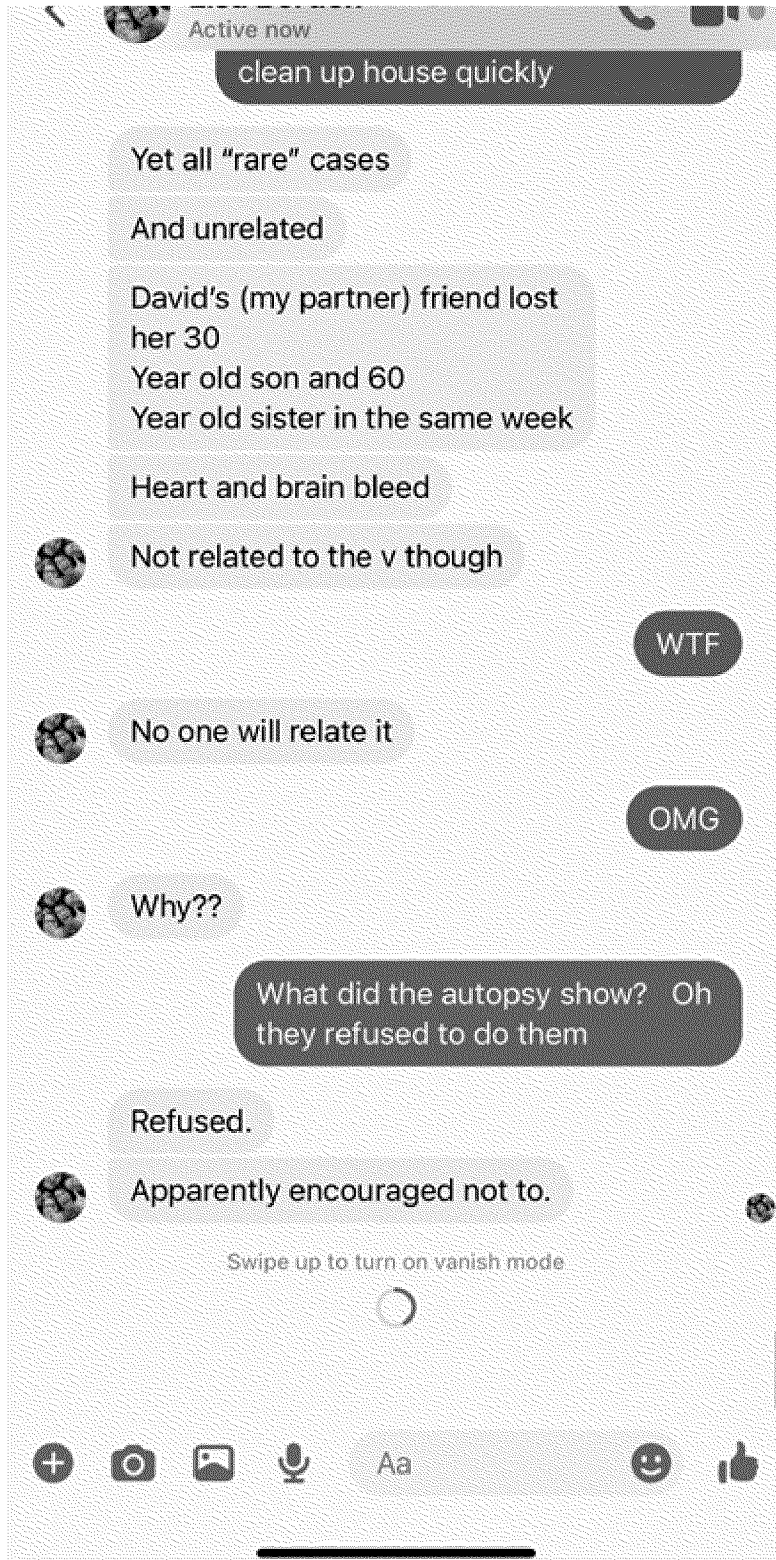 Active now
clean up house quickly
Yet all “rare” cases
And unrelated
David’s (my partner) friend lost
her 30
Year old son and 60
Year old sister in the same week
Heart and brain bleed
Not related to the v though
WTF
No one will relate it
OMG
Why??
What did the autopsy show? Oh
they refused to do them
Refused.
Apparently encouraged not to.
Swipe up to turn on vanish mode
Aa